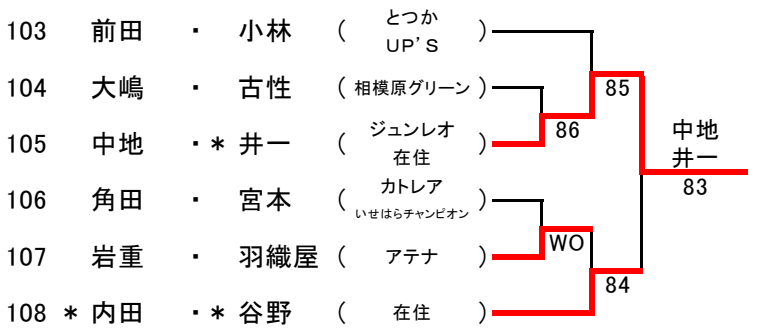 103 前田 ・ 小林 ( とつか UP'S )
104 大嶋 ・ 古性 ( 相模原グリーン ) 85
105 中地 ・* 井一 ( ジュンレオ 在住 ) 86
中地
井一
83
106 角田 ・ 宮本 ( カトレア いせはらチャンピオン )
107 岩重 ・ 羽織屋 ( アテナ ) WO
84
108 * 内田 ・* 谷野 ( 在住 )